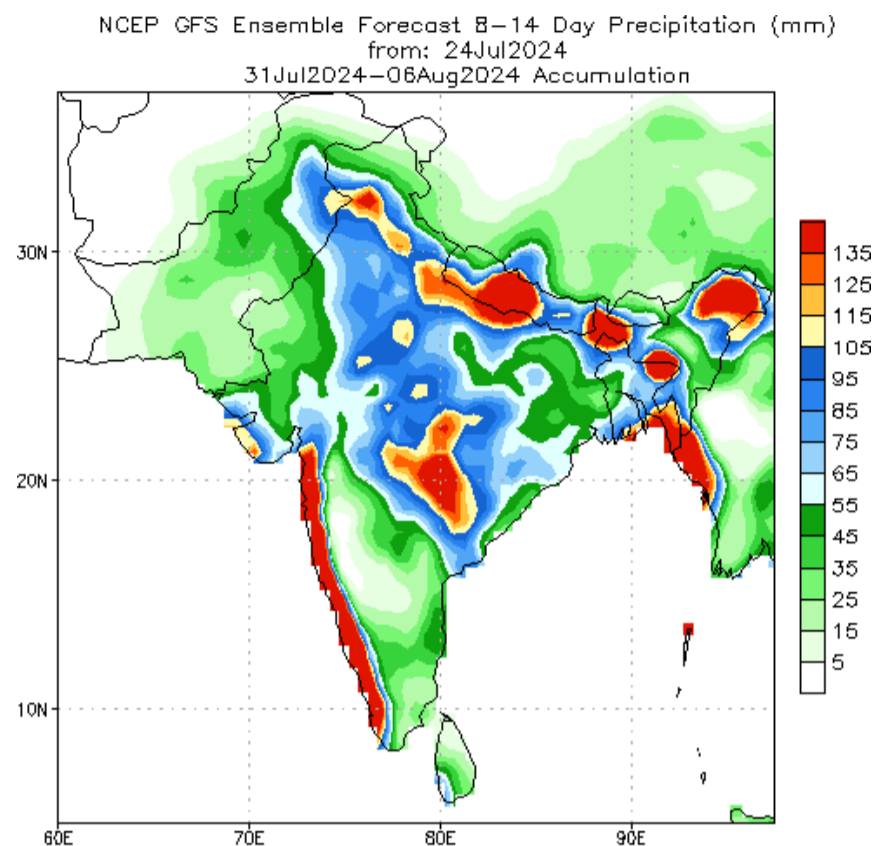 NCEP GFS Ensemble Forecast 8-14 Day Precipitation (mm)
from: 24Jul2024
31Jul2024-06Aug2024 Accumulation
30N
20N
10N
60E
70E
80E
90E
135
125
115
105
95
85
75
65
55
45
35
25
15
5